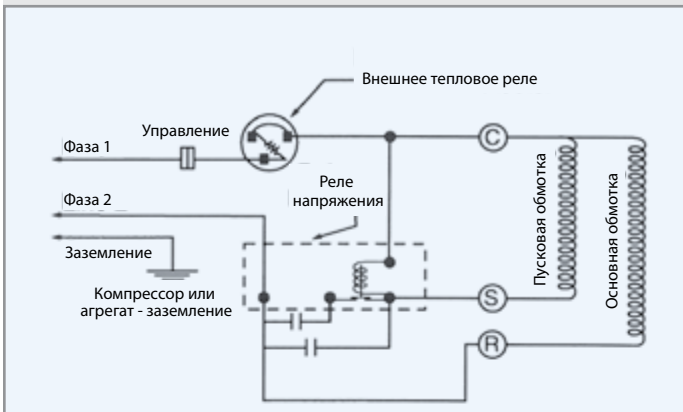 Внешнее тепловое реле
Управление
Фаза 1
C
Фаза 2
Реле
напряжения
Заземление
Компрессор или
агрегат - заземление
S
R
Пусковая обмотка
Основная обмотка